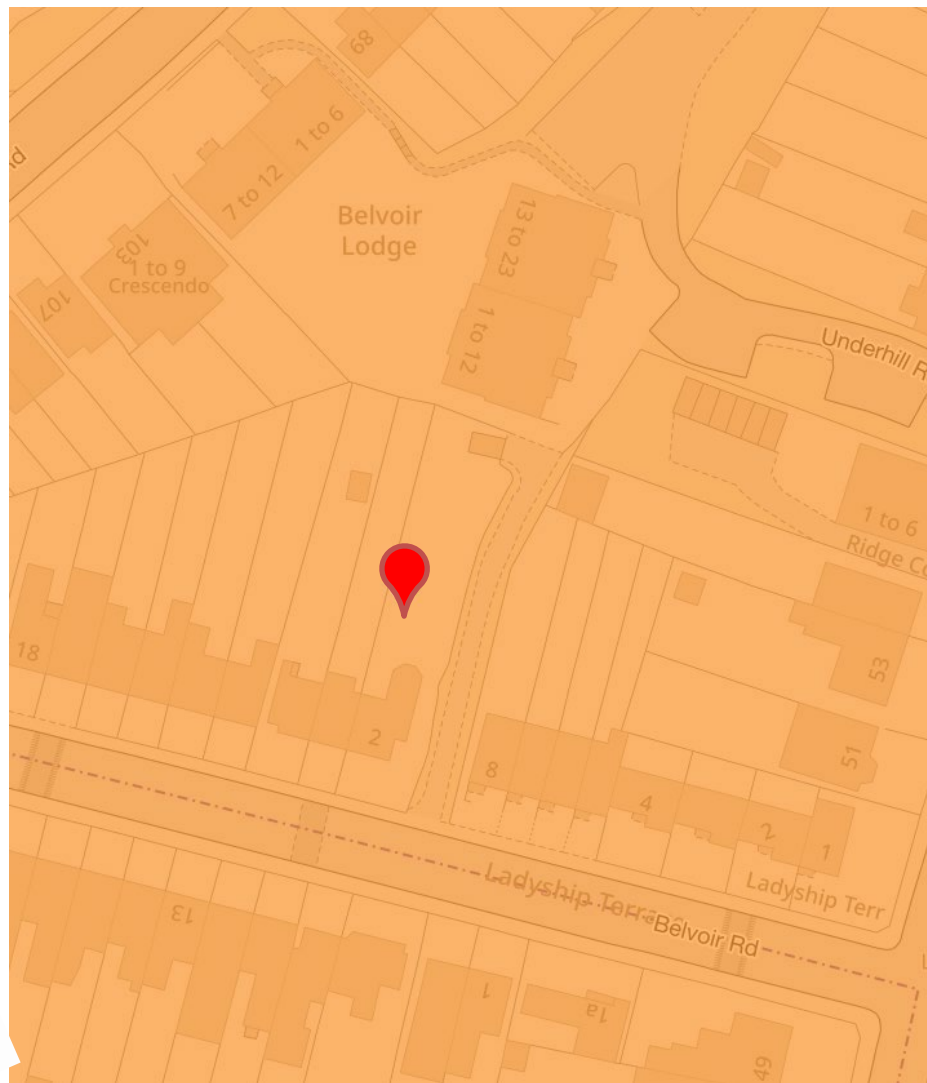 68
1 to 6
7 to 12
Belvoir
Lodge
13 to 23
1 to 12
103
1 to 9
Crescendo
107
Underhill R
1 to 6
Ridge Co
53
51
18
2
8
4
2
1
Ladyship Terr
Ladyship Terrace
Belvoir Rd
13
1
1a
49